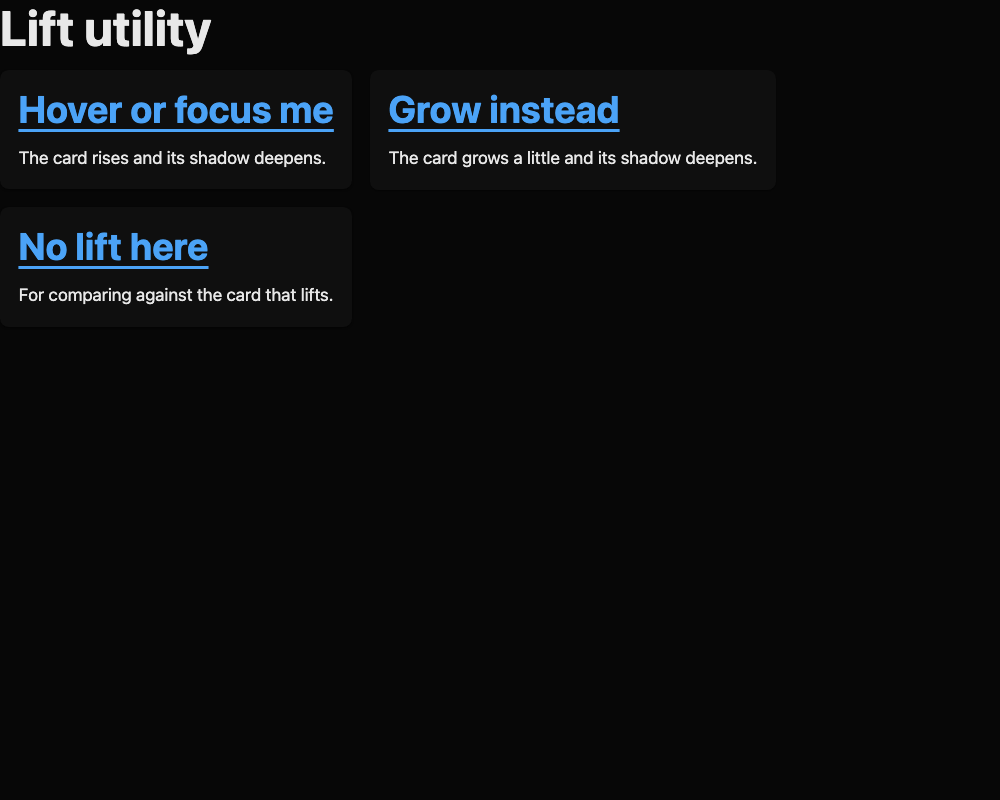 Lift utility
Hover or focus me
The card rises and its shadow deepens.
Grow instead
The card grows a little and its shadow deepens.
No lift here
For comparing against the card that lifts.